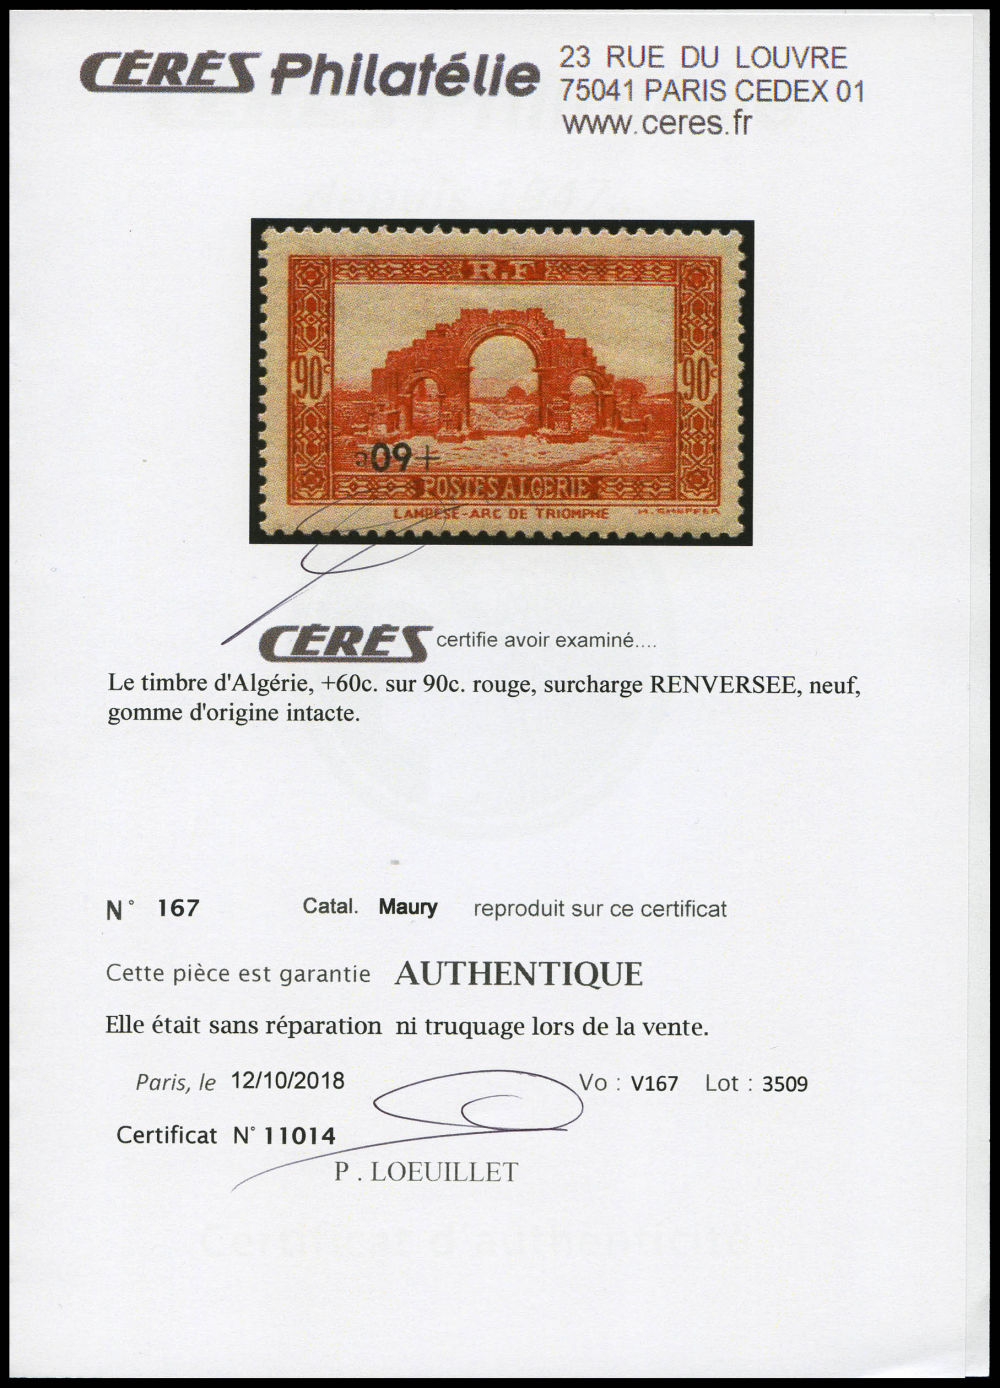 CÉRÈS Philatélie
23 RUE DU LOUVRE
75041 PARIS CEDEX 01
www.ceres.fr
R.F
90c 90c
+60c
POSTES ALGERIE
LAMBESE-ARC DE TRIOMPHE
CÉRÈS certifie avoir examiné....
Le timbre d'Algérie, +60c. sur 90c. rouge, surcharge RENVERSEE, neuf,
gomme d'origine intacte.
N° 167 Catal. Maury reproduit sur ce certificat
Cette pièce est garantie AUTHENTIQUE
Elle était sans réparation ni truquage lors de la vente.
Paris, le 12/10/2018 Vo : V167 Lot : 3509
Certificat N° 11014
P . LOEUILLET